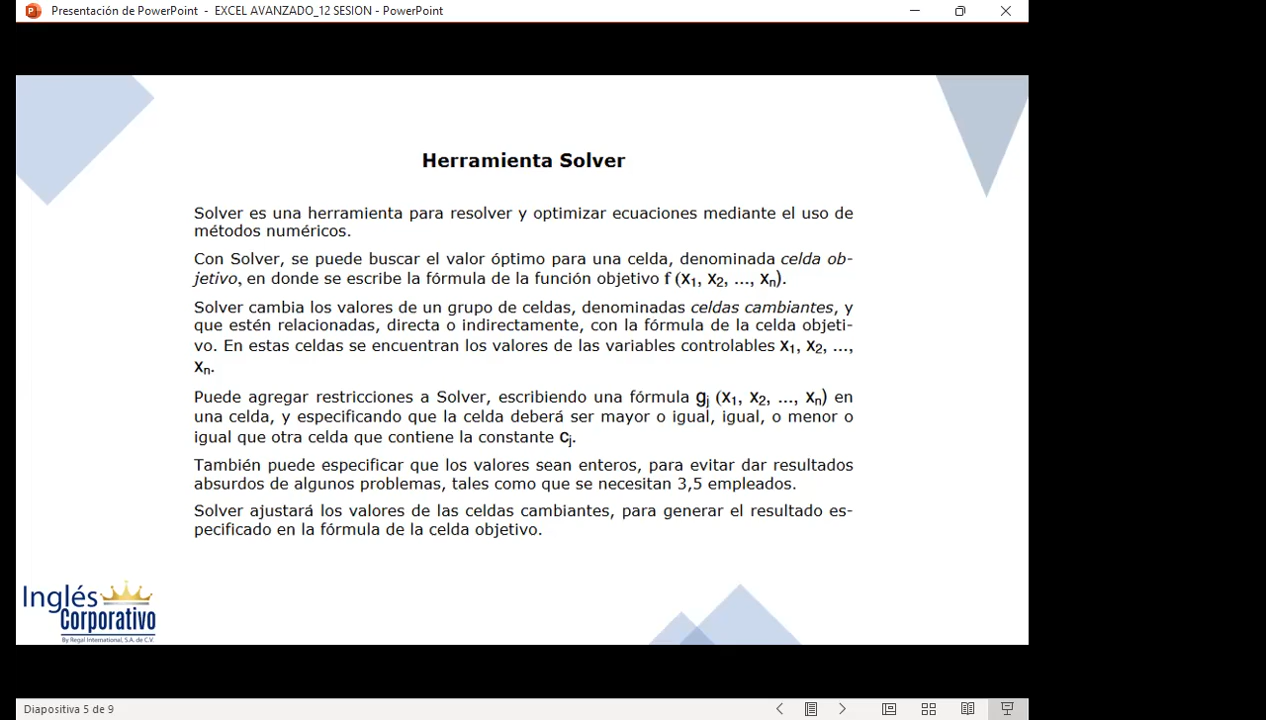 Presentación de PowerPoint - EXCEL AVANZADO_12 SESION - PowerPoint
Herramienta Solver
Solver es una herramienta para resolver y optimizar ecuaciones mediante el uso de
métodos numéricos.
Con Solver, se puede buscar el valor óptimo para una celda, denominada celda ob-
jetivo, en donde se escribe la fórmula de la función objetivo f (x1, x2, ..., xn).
Solver cambia los valores de un grupo de celdas, denominadas celdas cambiantes, y
que estén relacionadas, directa o indirectamente, con la fórmula de la celda objeti-
vo. En estas celdas se encuentran los valores de las variables controlables x1, x2, ...,
xn.
Puede agregar restricciones a Solver, escribiendo una fórmula gj (x1, x2, ..., xn) en
una celda, y especificando que la celda deberá ser mayor o igual, igual, o menor o
igual que otra celda que contiene la constante cj.
También puede especificar que los valores sean enteros, para evitar dar resultados
absurdos de algunos problemas, tales como que se necesitan 3,5 empleados.
Solver ajustará los valores de las celdas cambiantes, para generar el resultado es-
pecificado en la fórmula de la celda objetivo.
Inglés
Corporativo
By Regal International, S.A. de C.V.
Diapositiva 5 de 9